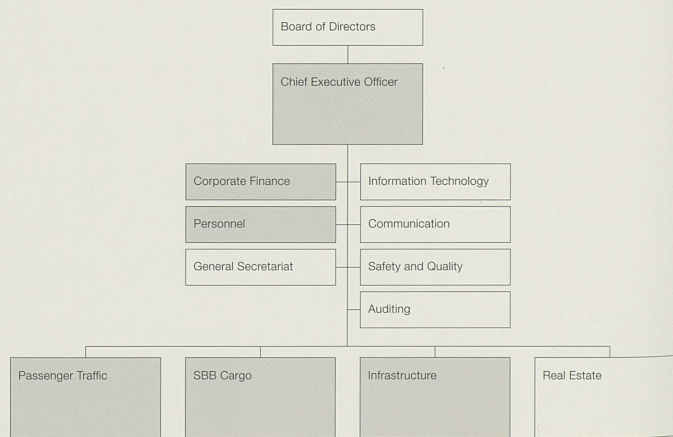 Board of Directors
Chief Executive Officer
Corporate Finance
Information Technology
Personnel
Communication
General Secretariat
Safety and Quality
Auditing
Passenger Traffic
SBB Cargo
Infrastructure
Real Estate